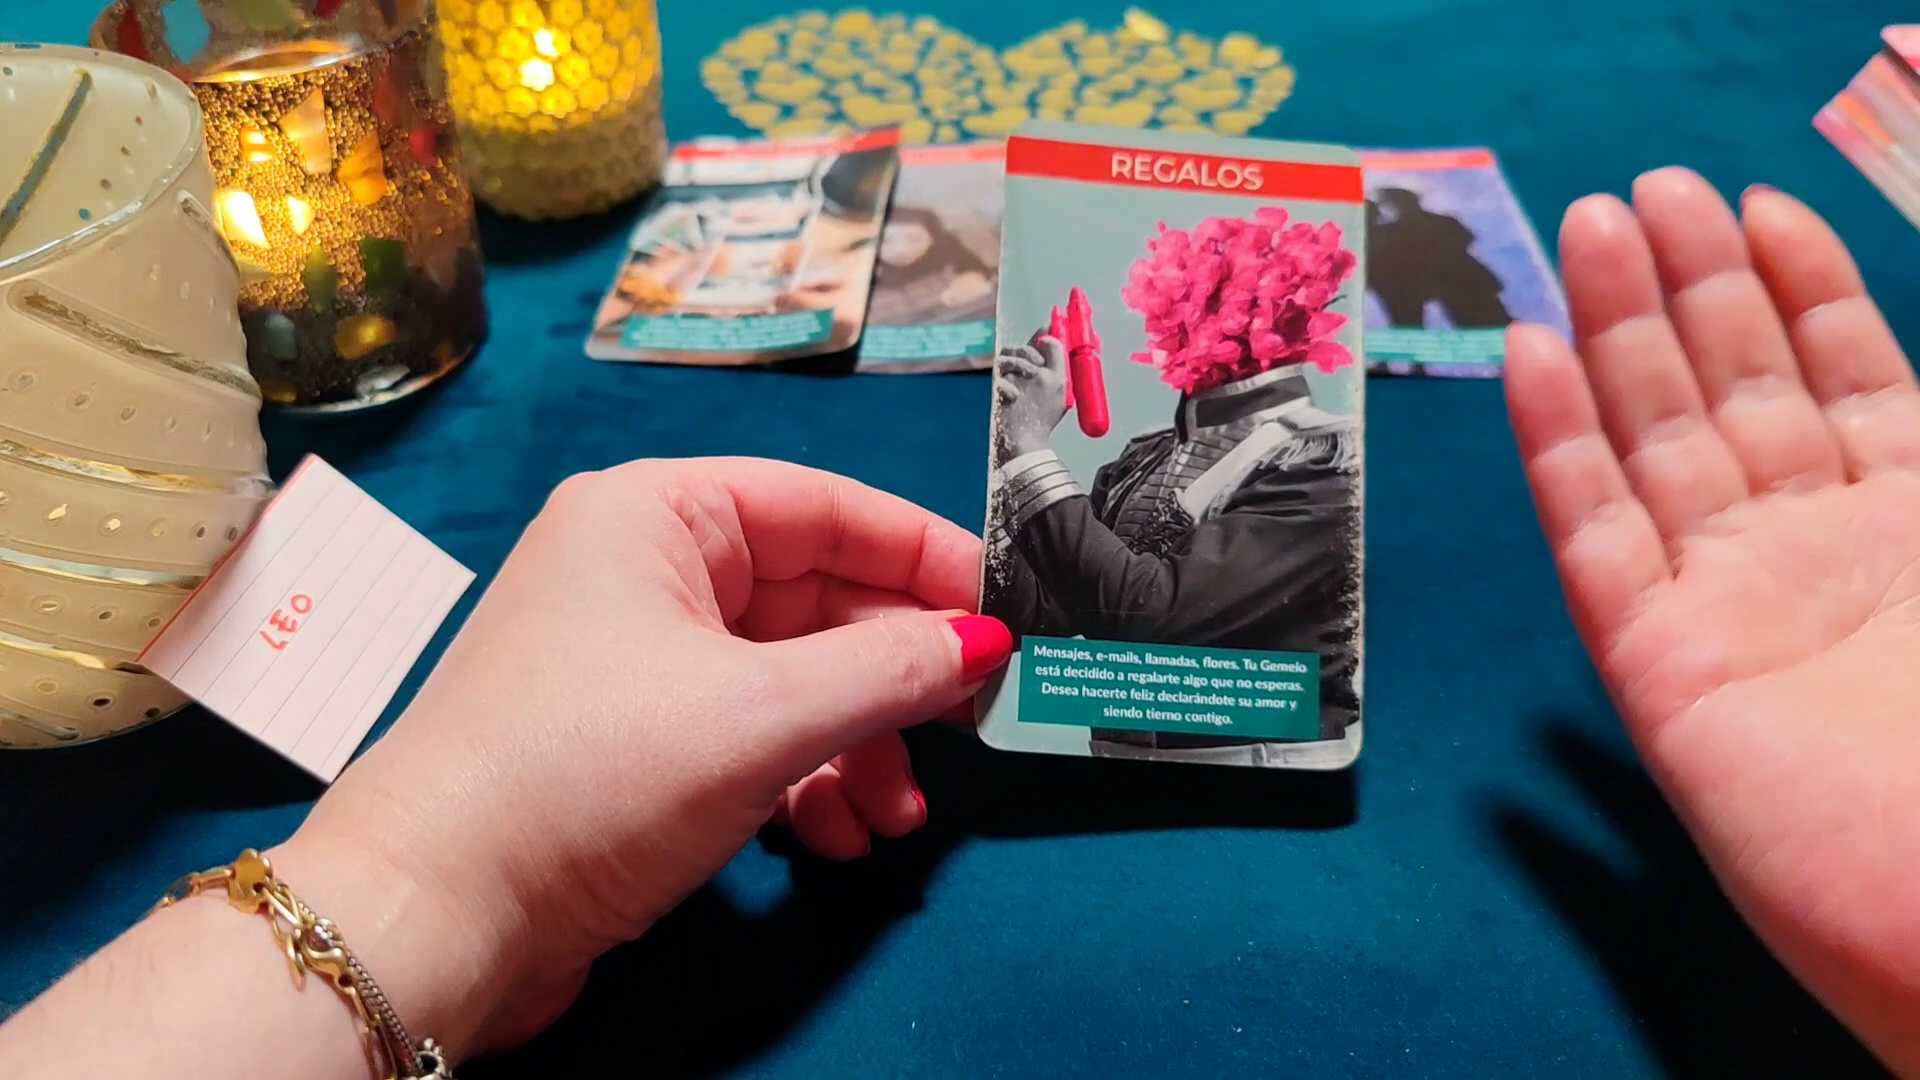 REGALOS
Mensajes, e-mails, llamadas, flores. Tu Gemelo
está decidido a regalarte algo que no esperas.
Desea hacerte feliz declarándote su amor y
siendo tierno contigo.
LEO